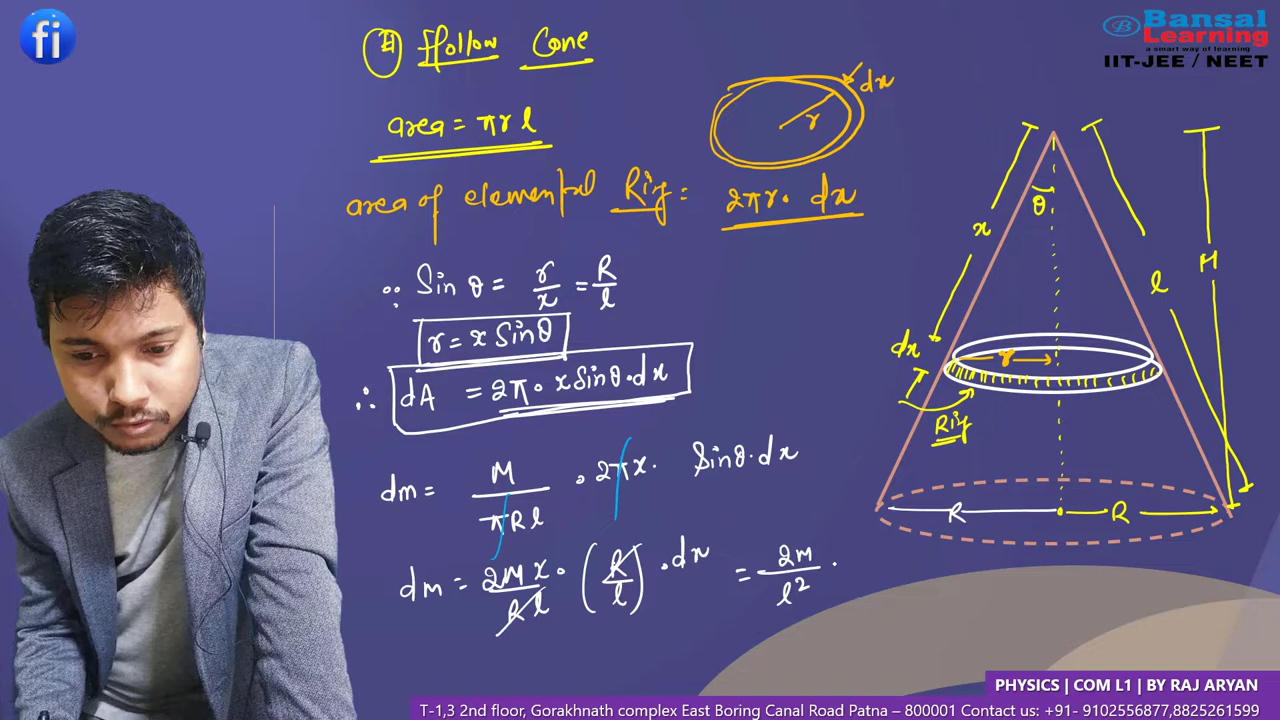 fi
Bansal
Learning
a smart way of learning
IIT-JEE / NEET
④ Hollow Cone
area = πrl
dx
r
area of elemental Ring = 2πr. dx
∵ Sin θ = r/x = R/l
r = x Sinθ
∴ dA = 2π. x Sinθ. dx
dm = M/πRl . 2πx. Sinθ. dx
dm = 2Mx/Rl . (R/l) . dx = 2M/l² .
θ
x
l
H
dx
r
Ring
R
R
PHYSICS | COM L1 | BY RAJ ARYAN
T-1,3 2nd floor, Gorakhnath complex East Boring Canal Road Patna – 800001 Contact us: +91- 9102556877,8825261599